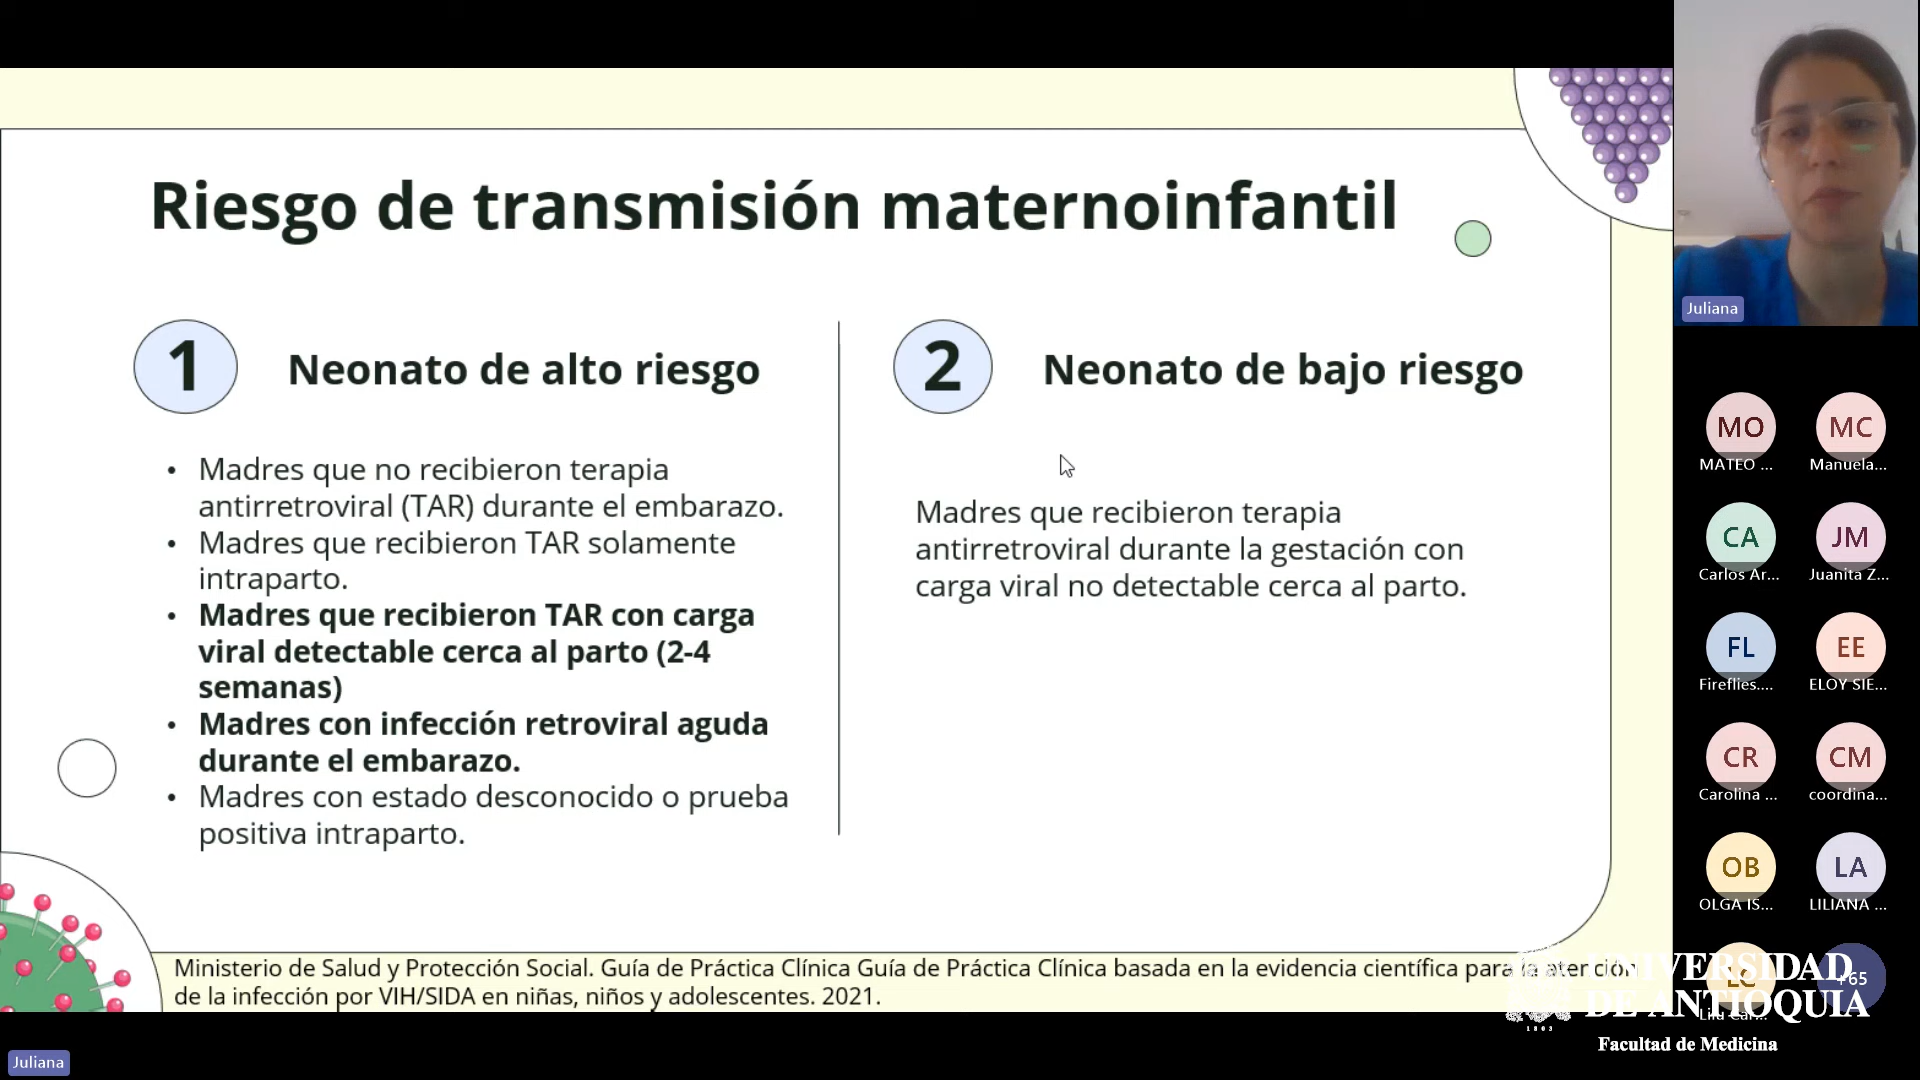 Riesgo de transmisión maternoinfantil
1
Neonato de alto riesgo
• Madres que no recibieron terapia
antirretroviral (TAR) durante el embarazo.
• Madres que recibieron TAR solamente
intraparto.
• Madres que recibieron TAR con carga
viral detectable cerca al parto (2-4
semanas)
• Madres con infección retroviral aguda
durante el embarazo.
• Madres con estado desconocido o prueba
positiva intraparto.
2
Neonato de bajo riesgo
Madres que recibieron terapia
antirretroviral durante la gestación con
carga viral no detectable cerca al parto.
Ministerio de Salud y Protección Social. Guía de Práctica Clínica Guía de Práctica Clínica basada en la evidencia científica para la atención
de la infección por VIH/SIDA en niñas, niños y adolescentes. 2021.
Juliana
MO
MC
MATEO ...
Manuela...
CA
JM
Carlos Ar...
Juanita Z...
FL
EE
Fireflies....
ELOY SIE...
CR
CM
Carolina ...
coordina...
OB
LA
OLGA IS...
LILIANA ...
+65
UNIVERSIDAD
DE ANTIOQUIA
1803
Facultad de Medicina
Juliana